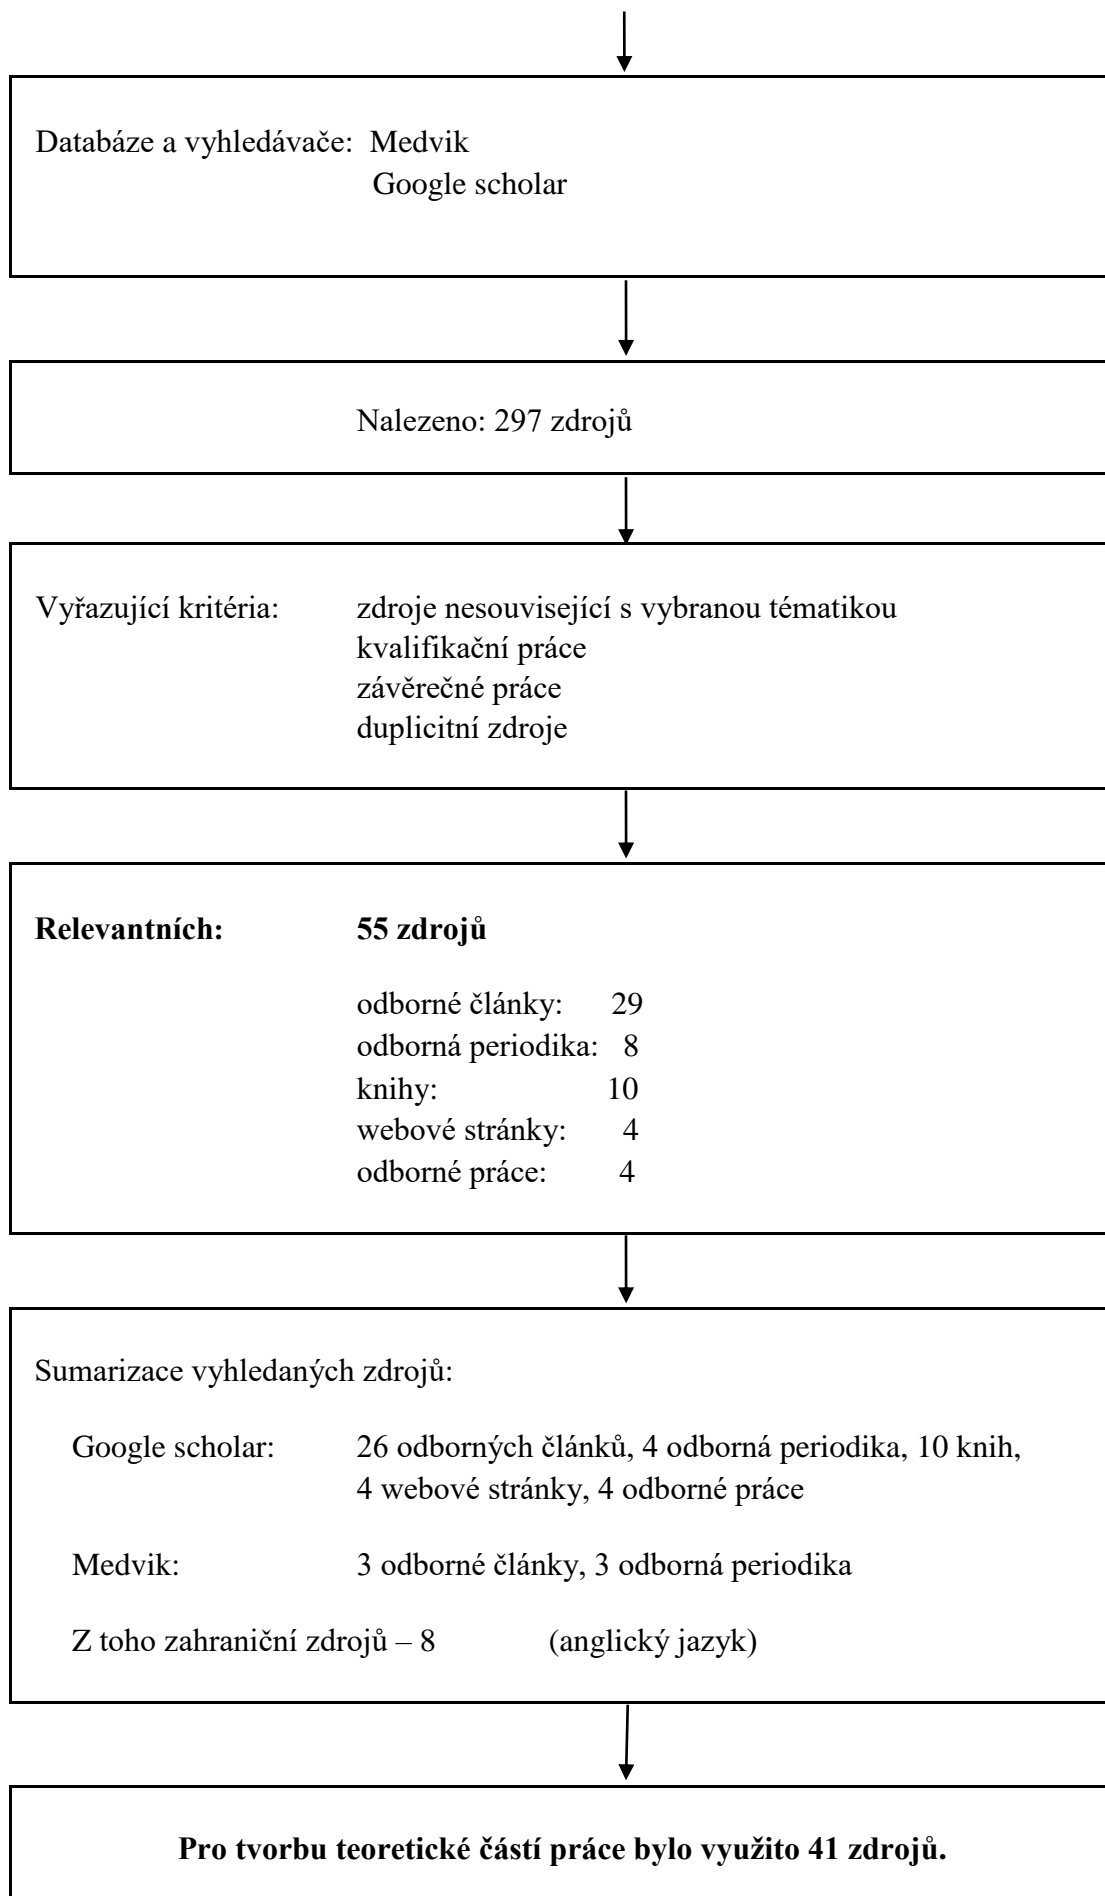 Databáze a vyhledávače: Medvik
Google scholar
Nalezeno: 297 zdrojů
Vyřazující kritéria: zdroje nesouvisející s vybranou tématikou
kvalifikační práce
závěrečné práce
duplicitní zdroje
Relevantních: 55 zdrojů
odborné články: 29
odborná periodika: 8
knihy: 10
webové stránky: 4
odborné práce: 4
Sumarizace vyhledaných zdrojů:
Google scholar: 26 odborných článků, 4 odborná periodika, 10 knih,
4 webové stránky, 4 odborné práce
Medvik: 3 odborné články, 3 odborná periodika
Z toho zahraniční zdrojů – 8 (anglický jazyk)
Pro tvorbu teoretické částí práce bylo využito 41 zdrojů.